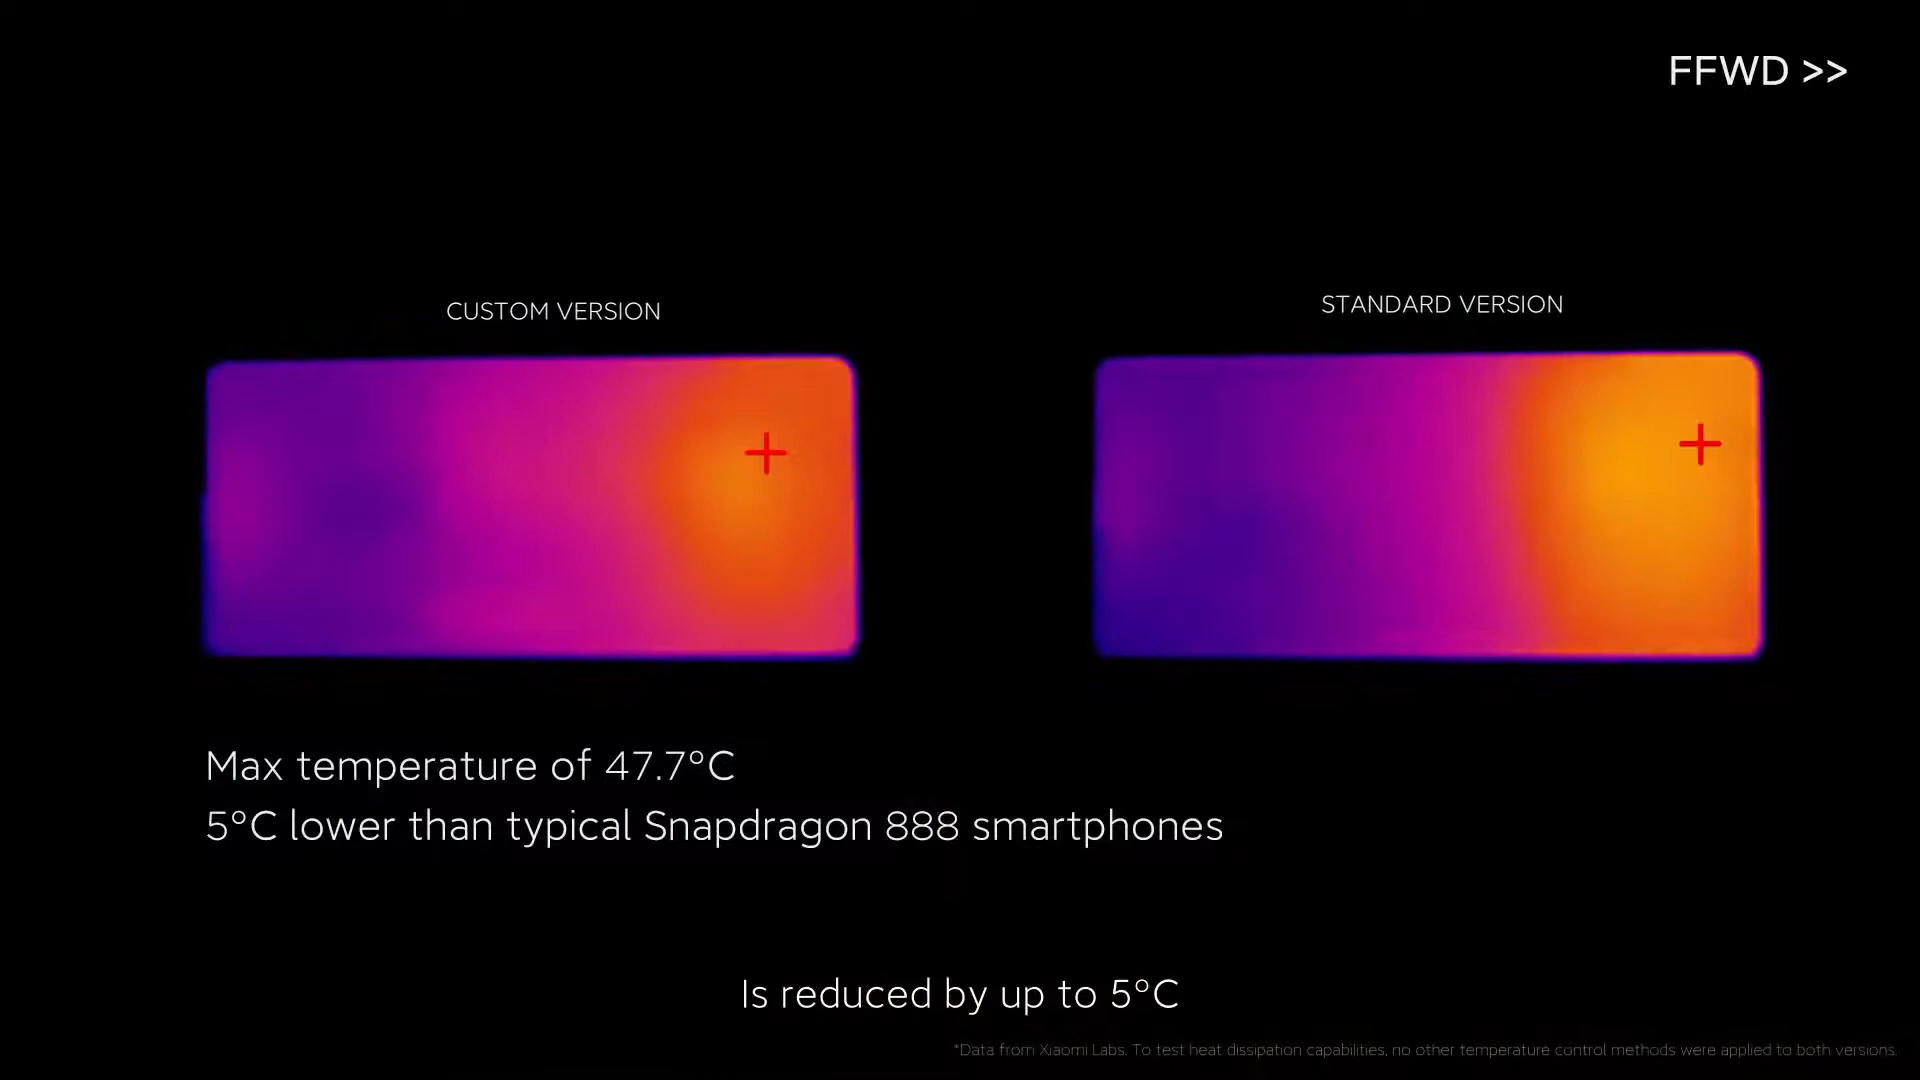 FFWD >>
CUSTOM VERSION
STANDARD VERSION
Max temperature of 47.7°C
5°C lower than typical Snapdragon 888 smartphones
Is reduced by up to 5°C
*Data from Xiaomi Labs. To test heat dissipation capabilities, no other temperature control methods were applied to both versions.